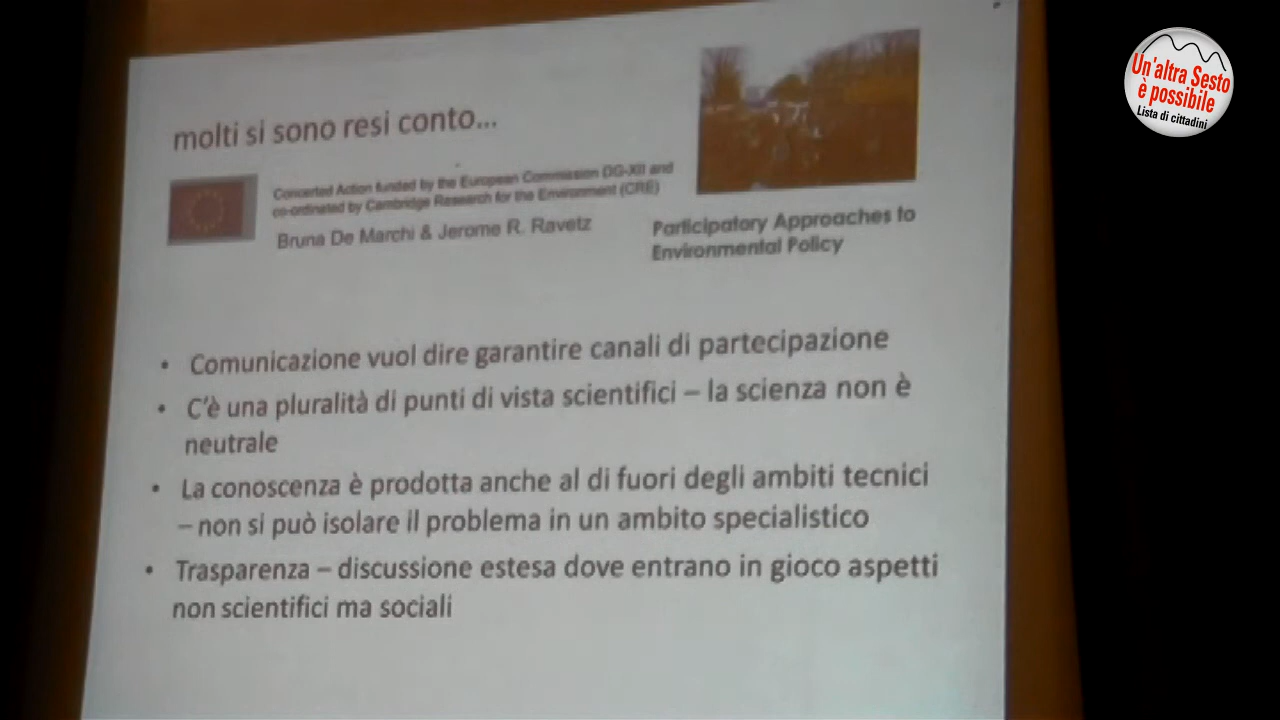 molti si sono resi conto...
Concerted Action funded by the European Commission DG-XII and
co-ordinated by Cambridge Research for the Environment (CRE)
Bruna De Marchi & Jerome R. Ravetz
Participatory Approaches to
Environmental Policy
• Comunicazione vuol dire garantire canali di partecipazione
• C'è una pluralità di punti di vista scientifici – la scienza non è
neutrale
• La conoscenza è prodotta anche al di fuori degli ambiti tecnici
– non si può isolare il problema in un ambito specialistico
• Trasparenza – discussione estesa dove entrano in gioco aspetti
non scientifici ma sociali
Un'altra Sesto
è possibile
Lista di cittadini